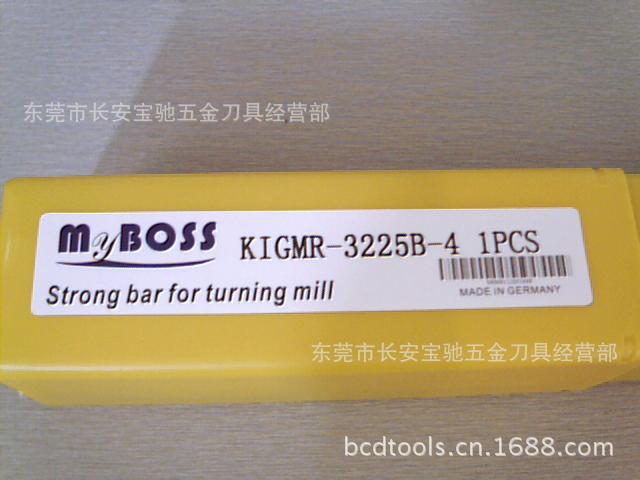 东莞市长安宝驰五金刀具经营部
MyBOSS
KIGMR-3225B-4 1PCS
Strong bar for turning mill
MADE IN GERMANY
东莞市长安宝驰五金刀具经营部
bcdtools.cn.1688.com